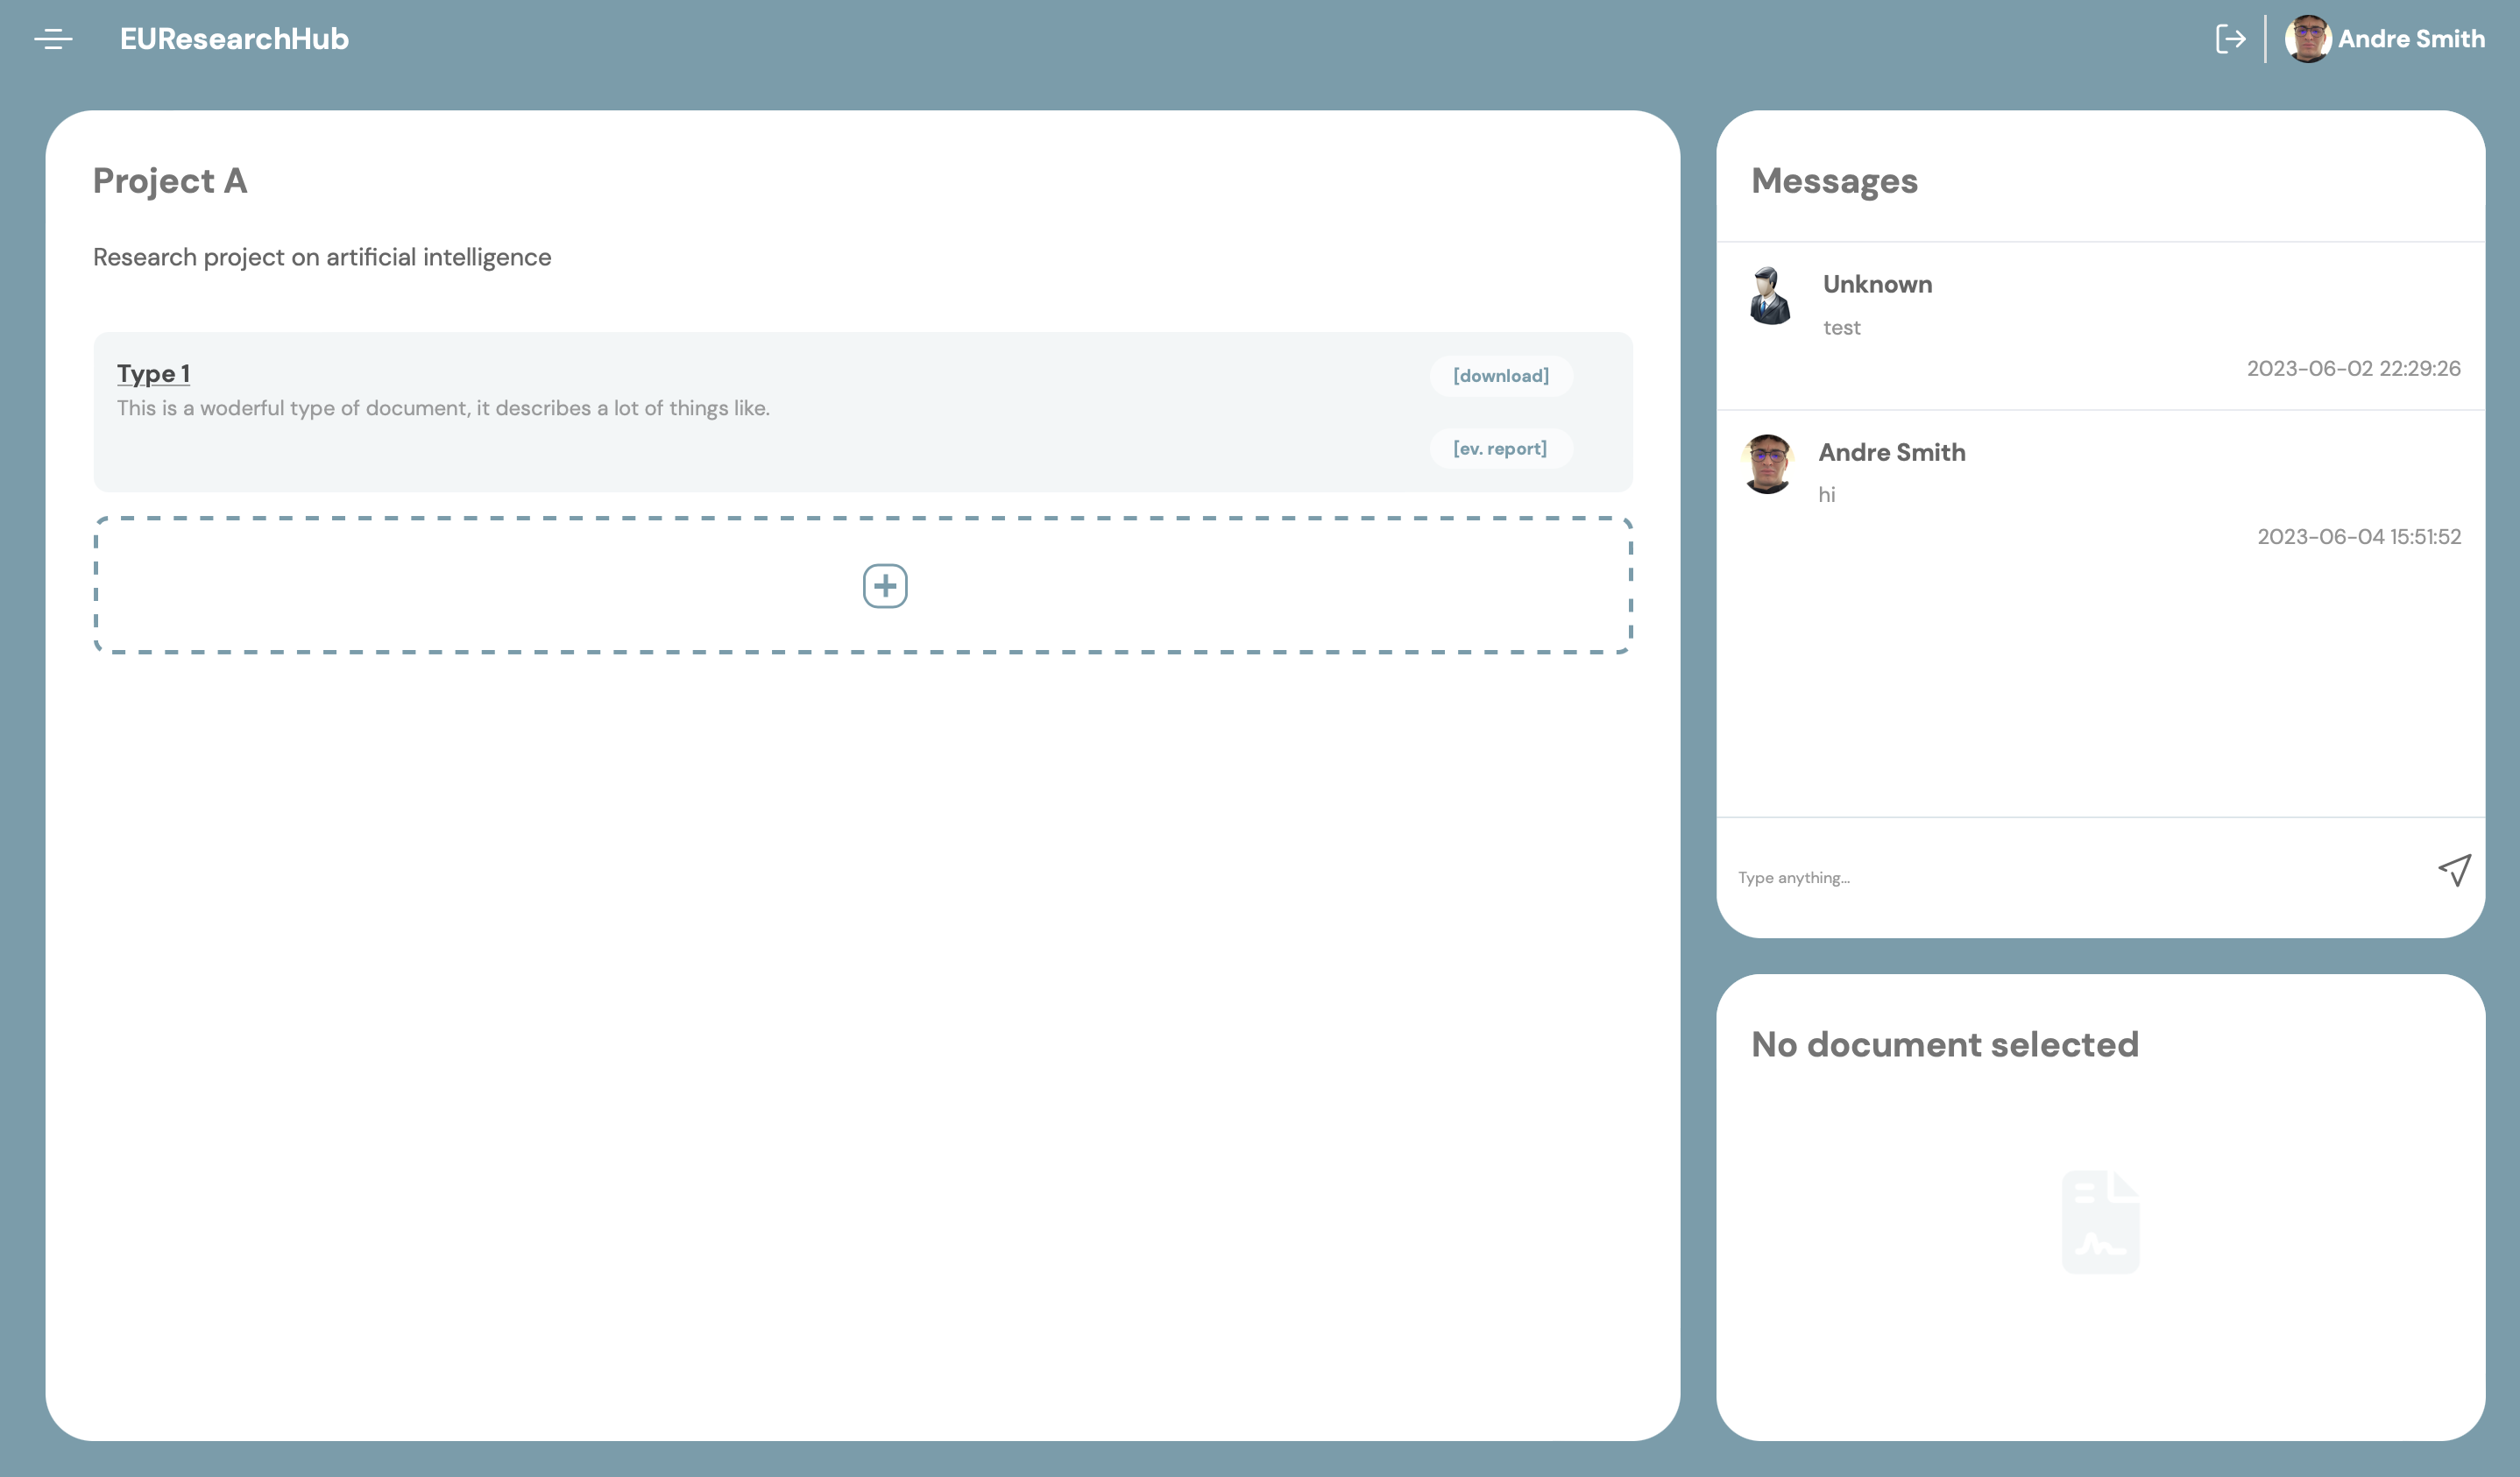 EUResearchHub
Andre Smith
Project A
Research project on artificial intelligence
Type 1
This is a woderful type of document, it describes a lot of things like.
[download]
[ev. report]
Messages
Unknown
test
2023-06-02 22:29:26
Andre Smith
hi
2023-06-04 15:51:52
Type anything...
No document selected